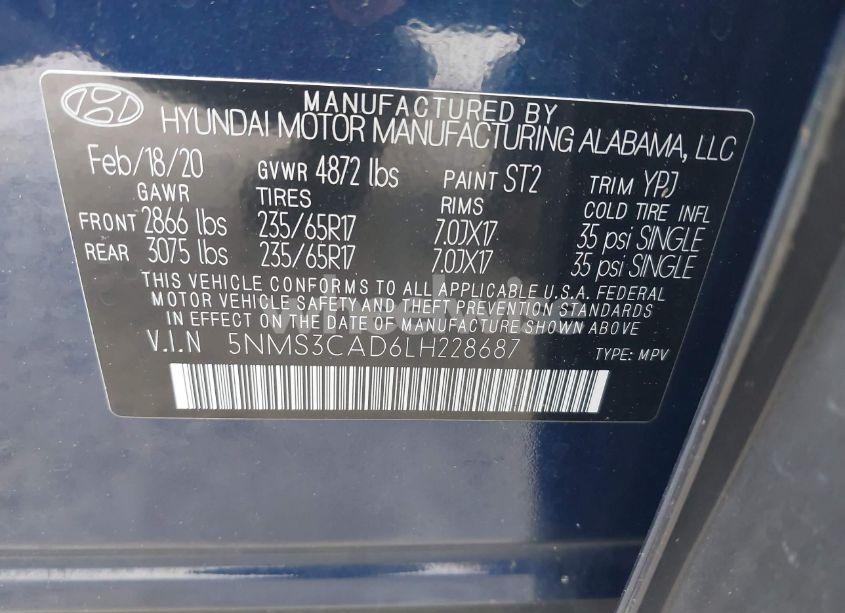 MANUFACTURED BY
HYUNDAI MOTOR MANUFACTURING ALABAMA, LLC
Feb/18/20 GVWR 4872 lbs PAINT ST2 TRIM YPJ
GAWR TIRES RIMS COLD TIRE INFL
FRONT 2866 lbs 235/65R17 7.0JX17 35 psi SINGLE
REAR 3075 lbs 235/65R17 7.0JX17 35 psi SINGLE
THIS VEHICLE CONFORMS TO ALL APPLICABLE U.S.A. FEDERAL
MOTOR VEHICLE SAFETY AND THEFT PREVENTION STANDARDS
IN EFFECT ON THE DATE OF MANUFACTURE SHOWN ABOVE
V.I.N 5NMS3CAD6LH228687 TYPE: MPV